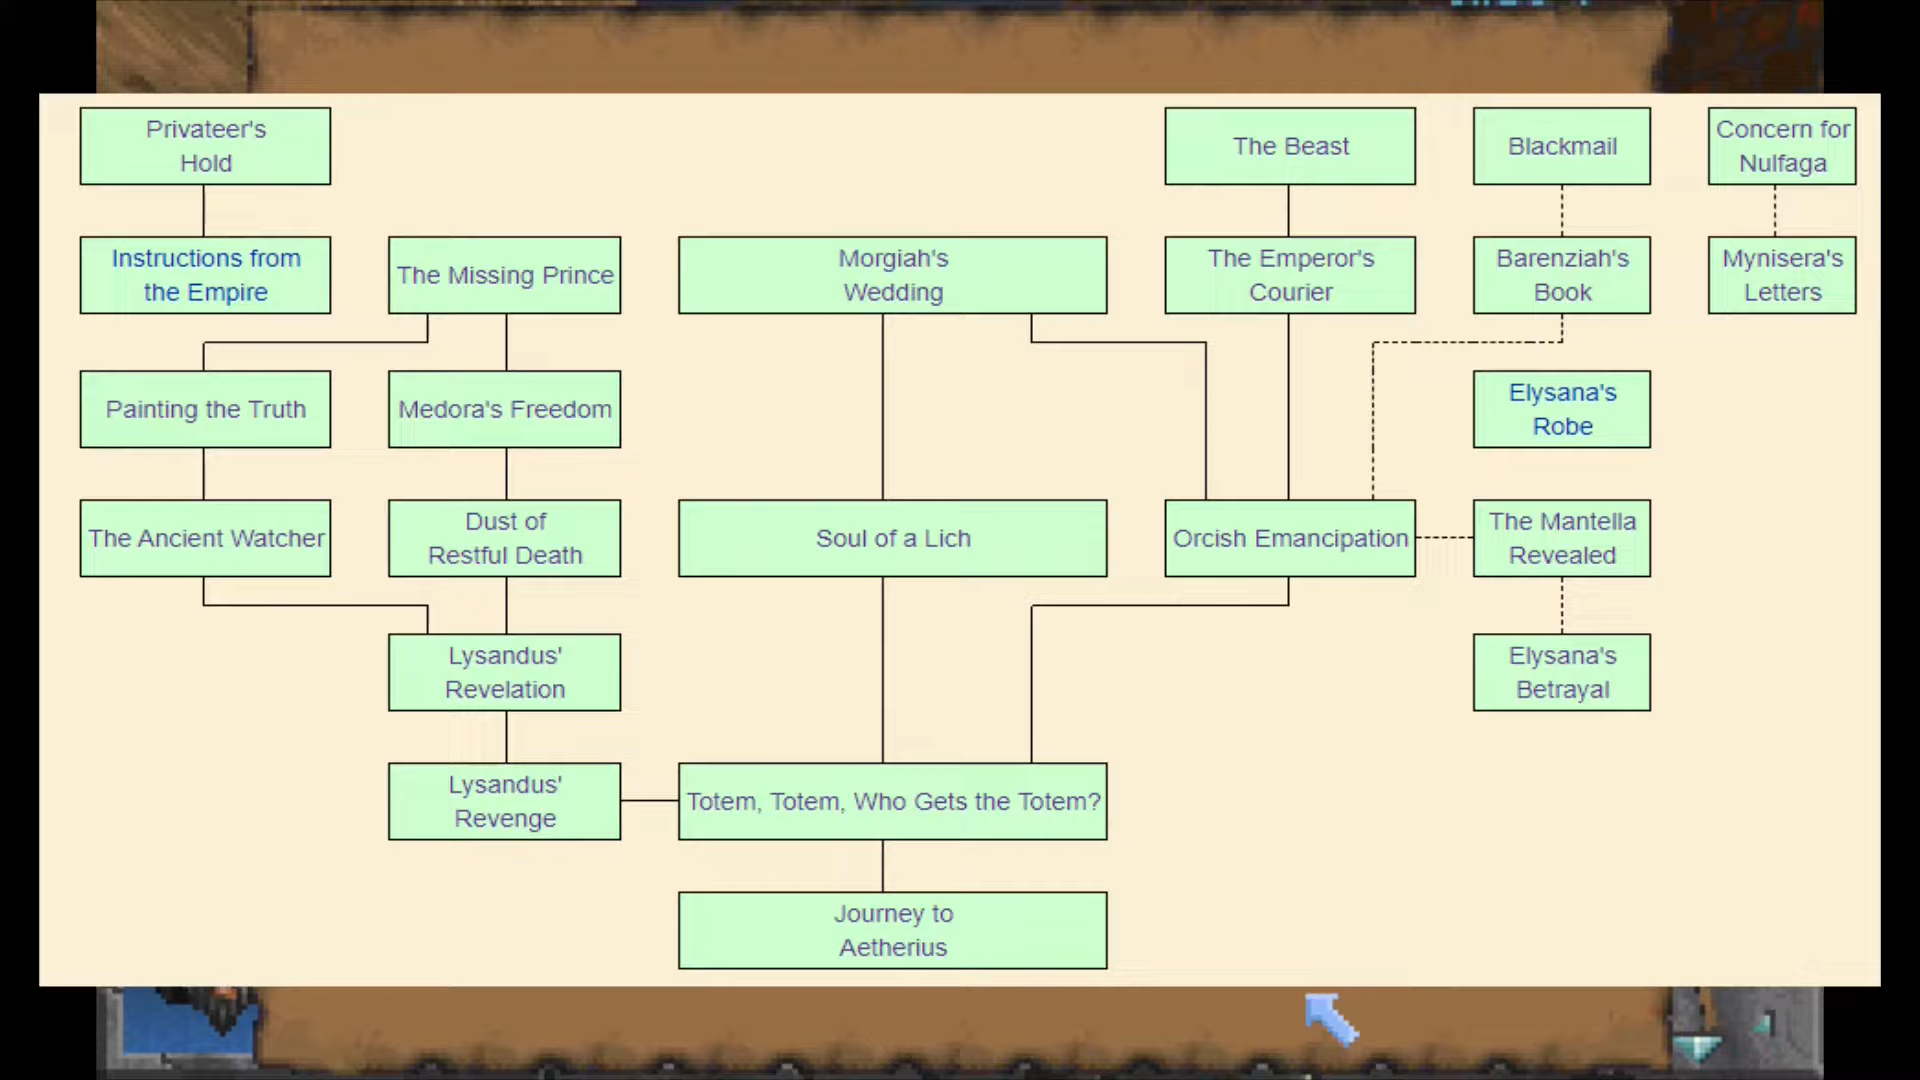 Privateer's
Hold
The Beast
Blackmail
Concern for
Nulfaga
Instructions from
the Empire
The Missing Prince
Morgiah's
Wedding
The Emperor's
Courier
Barenziah's
Book
Mynisera's
Letters
Painting the Truth
Medora's Freedom
Elysana's
Robe
The Ancient Watcher
Dust of
Restful Death
Soul of a Lich
Orcish Emancipation
The Mantella
Revealed
Lysandus'
Revelation
Elysana's
Betrayal
Lysandus'
Revenge
Totem, Totem, Who Gets the Totem?
Journey to
Aetherius